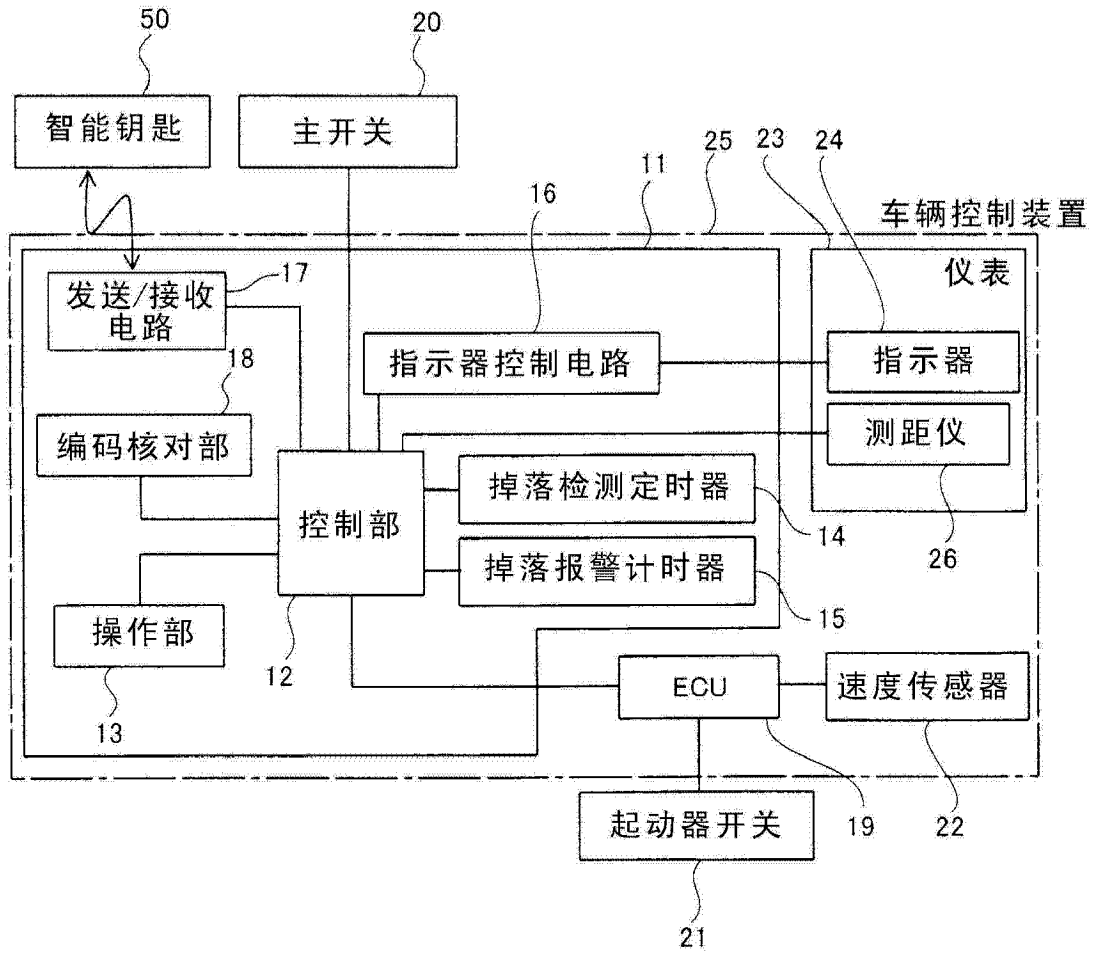 50
20
智能钥匙
主开关
25
23
24
11
16
车辆控制装置
17
仪表
发送/接收
电路
18
指示器控制电路
指示器
编码核对部
测距仪
掉落检测定时器
控制部
14
26
掉落报警计时器
操作部
15
12
ECU
速度传感器
13
起动器开关
19
22
21